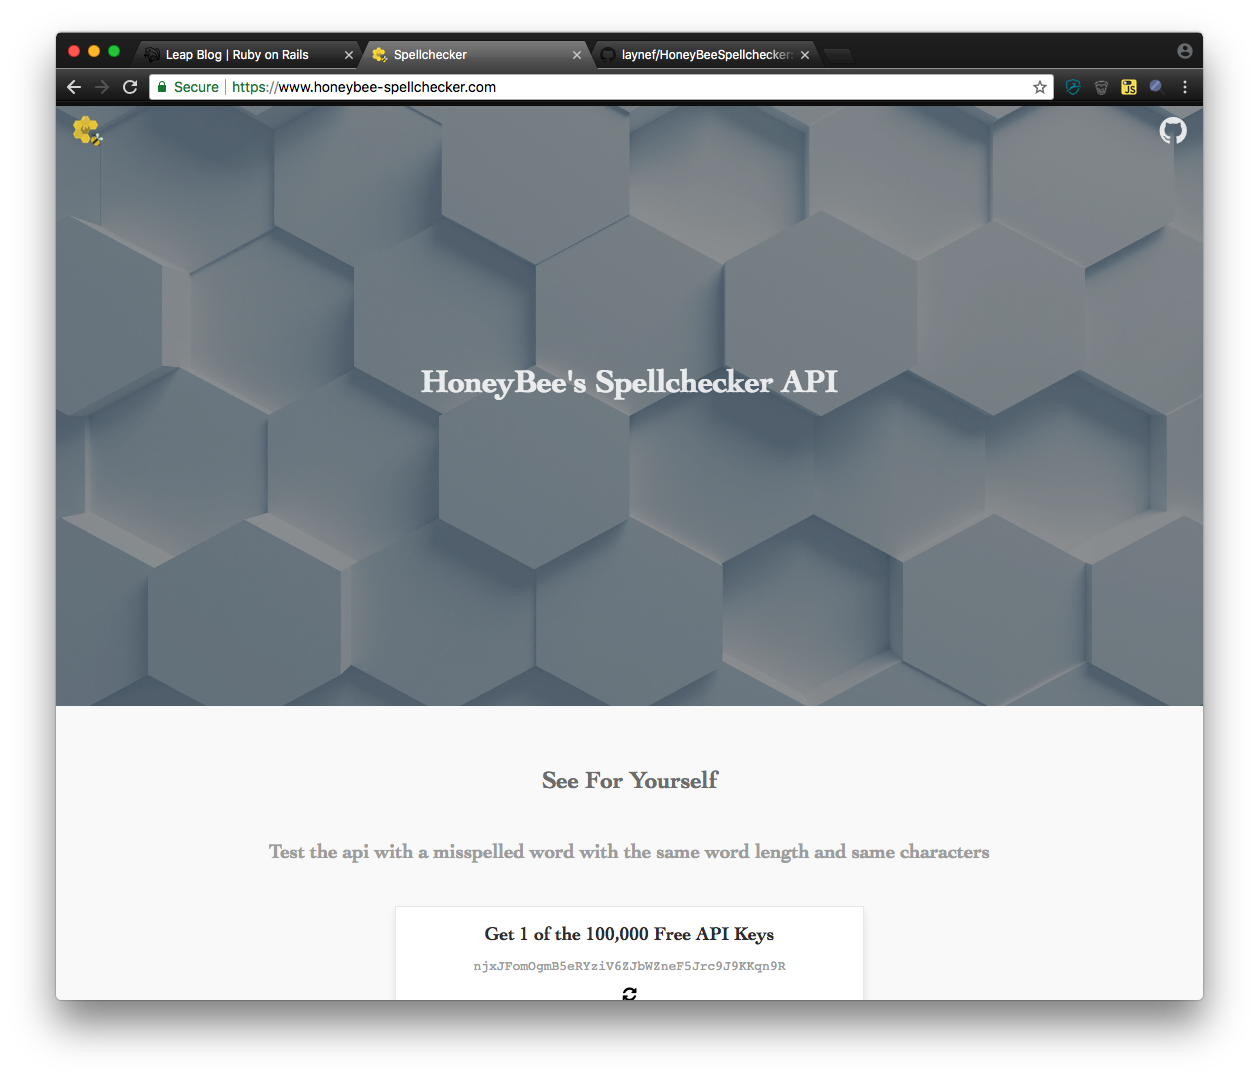 Leap Blog | Ruby on Rails
Spellchecker
laynef/HoneyBeeSpellchecker:
Secure
https://www.honeybee-spellchecker.com
JS
HoneyBee's Spellchecker API
See For Yourself
Test the api with a misspelled word with the same word length and same characters
Get 1 of the 100,000 Free API Keys
njxJFomOgmB5eRYziV6ZJbWZneF5Jrc9J9KKqn9R